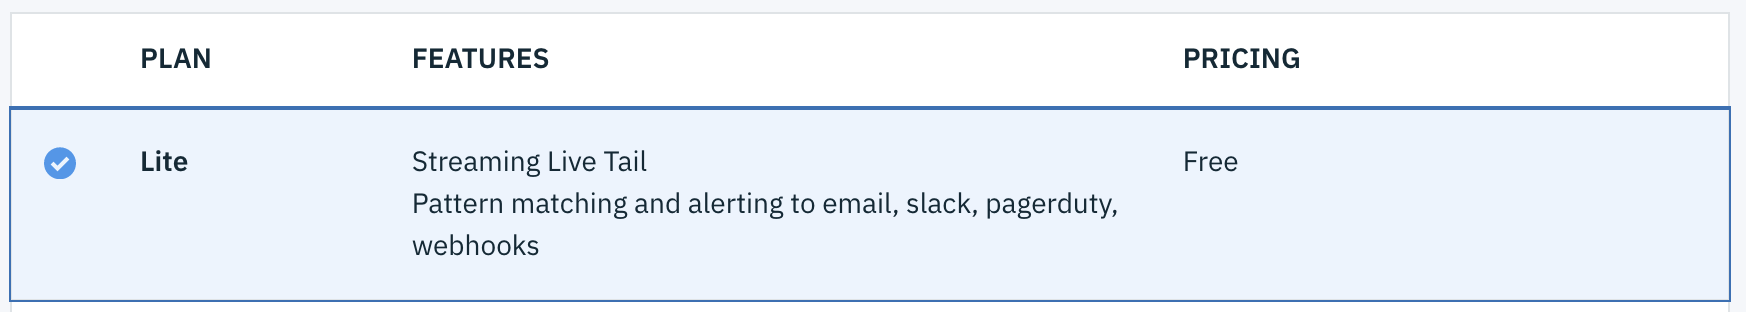 PLAN FEATURES PRICING
Lite Streaming Live Tail Free
Pattern matching and alerting to email, slack, pagerduty,
webhooks